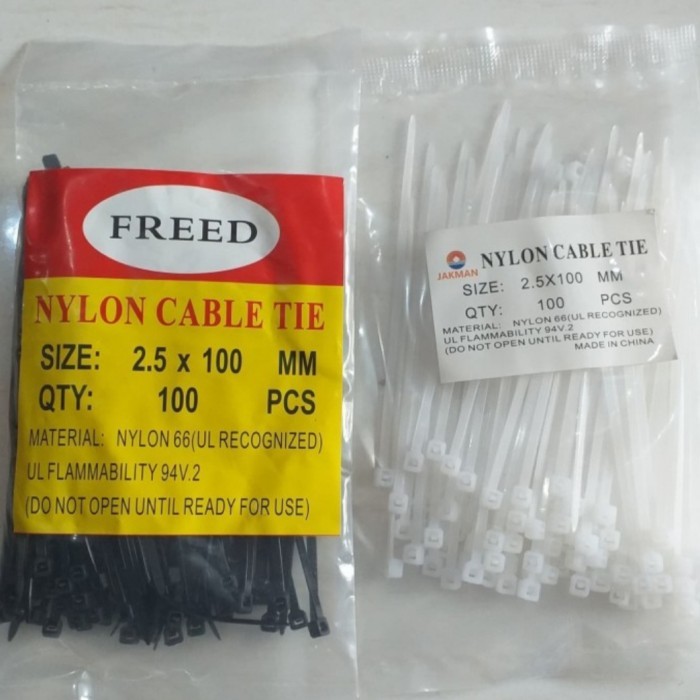 FREED
NYLON CABLE TIE
SIZE: 2.5 x 100 MM
QTY: 100 PCS
MATERIAL: NYLON 66(UL RECOGNIZED)
UL FLAMMABILITY 94V.2
(DO NOT OPEN UNTIL READY FOR USE)
JAKMAN
NYLON CABLE TIE
SIZE: 2.5X100 MM
QTY: 100 PCS
MATERIAL: NYLON 66(UL RECOGNIZED)
UL FLAMMABILITY 94V.2
(DO NOT OPEN UNTIL READY FOR USE)
MADE IN CHINA